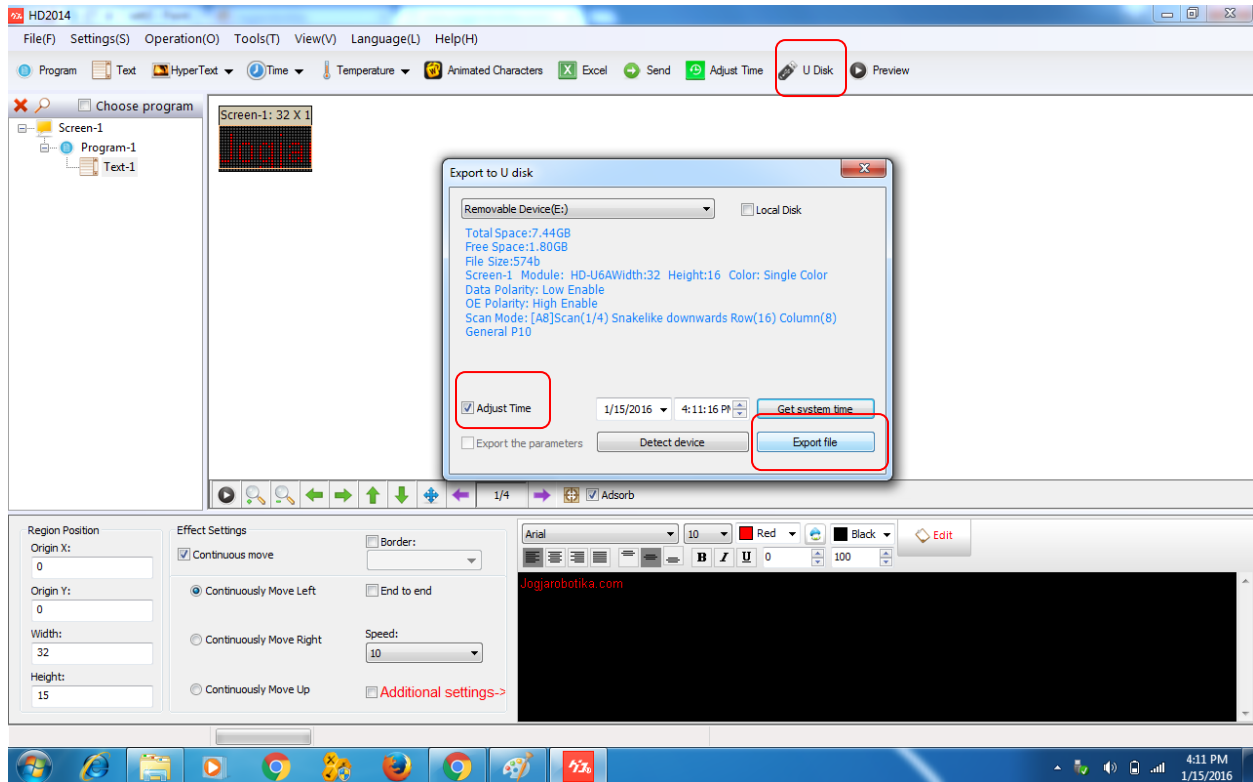 HD2014
File(F) Settings(S) Operation(O) Tools(T) View(V) Language(L) Help(H)
Program Text HyperText Time Temperature Animated Characters Excel Send Adjust Time U Disk Preview
Choose program
Screen-1
Program-1
Text-1
Screen-1: 32 X 1
Jogja
Export to U disk
Removable Device(E:) Local Disk
Total Space:7.44GB
Free Space:1.80GB
File Size:574b
Screen-1 Module: HD-U6AWidth:32 Height:16 Color: Single Color
Data Polarity: Low Enable
OE Polarity: High Enable
Scan Mode: [A8]Scan(1/4) Snakelike downwards Row(16) Column(8)
General P10
Adjust Time 1/15/2016 4:11:16 PM Get system time
Export the parameters Detect device Export file
1/4 Adsorb
Region Position
Origin X:
0
Origin Y:
0
Width:
32
Height:
15
Effect Settings
Continuous move
Border:
Continuously Move Left
End to end
Continuously Move Right
Speed:
10
Continuously Move Up
Additional settings->
Arial 10 Red Black Edit
B I U 0 100
Jogjarobotika.com
4:11 PM
1/15/2016